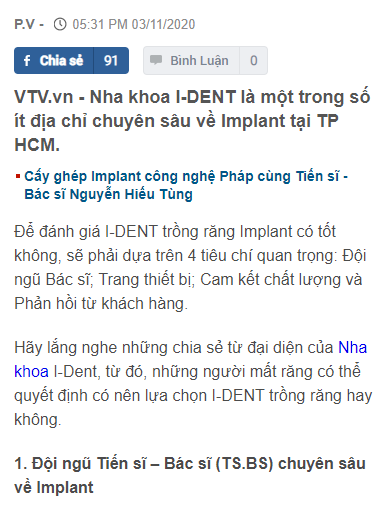 P.V - 05:31 PM 03/11/2020
Chia sẻ 91 Bình Luận 0
VTV.vn - Nha khoa I-DENT là một trong số
ít địa chỉ chuyên sâu về Implant tại TP
HCM.
Cấy ghép Implant công nghệ Pháp cùng Tiến sĩ -
Bác sĩ Nguyễn Hiếu Tùng
Để đánh giá I-DENT trồng răng Implant có tốt
không, sẽ phải dựa trên 4 tiêu chí quan trọng: Đội
ngũ Bác sĩ; Trang thiết bị; Cam kết chất lượng và
Phản hồi từ khách hàng.
Hãy lắng nghe những chia sẻ từ đại diện của Nha
khoa I-Dent, từ đó, những người mất răng có thể
quyết định có nên lựa chọn I-DENT trồng răng hay
không.
1. Đội ngũ Tiến sĩ – Bác sĩ (TS.BS) chuyên sâu
về Implant